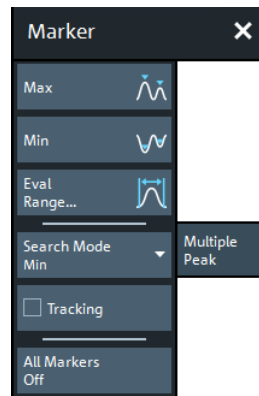 Marker
Max
Min
Eval
Range...
Search Mode
Min
Multiple
Peak
Tracking
All Markers
Off